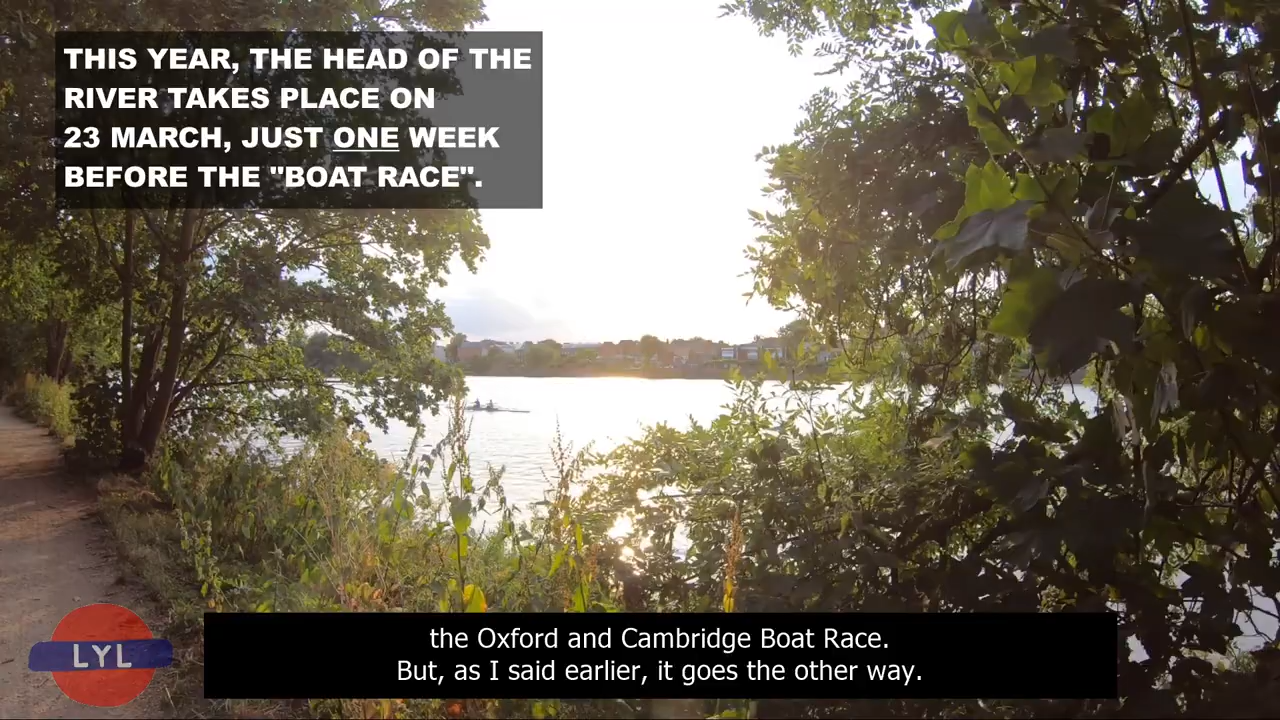 THIS YEAR, THE HEAD OF THE
RIVER TAKES PLACE ON
23 MARCH, JUST ONE WEEK
BEFORE THE "BOAT RACE".
LYL
the Oxford and Cambridge Boat Race.
But, as I said earlier, it goes the other way.